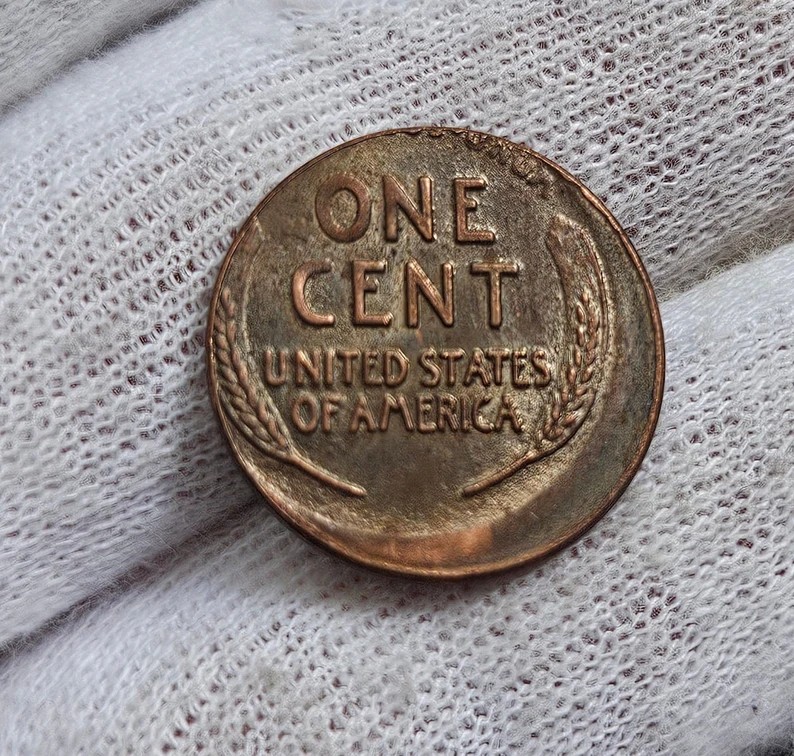 ONE
CENT
UNITED STATES
OF AMERICA